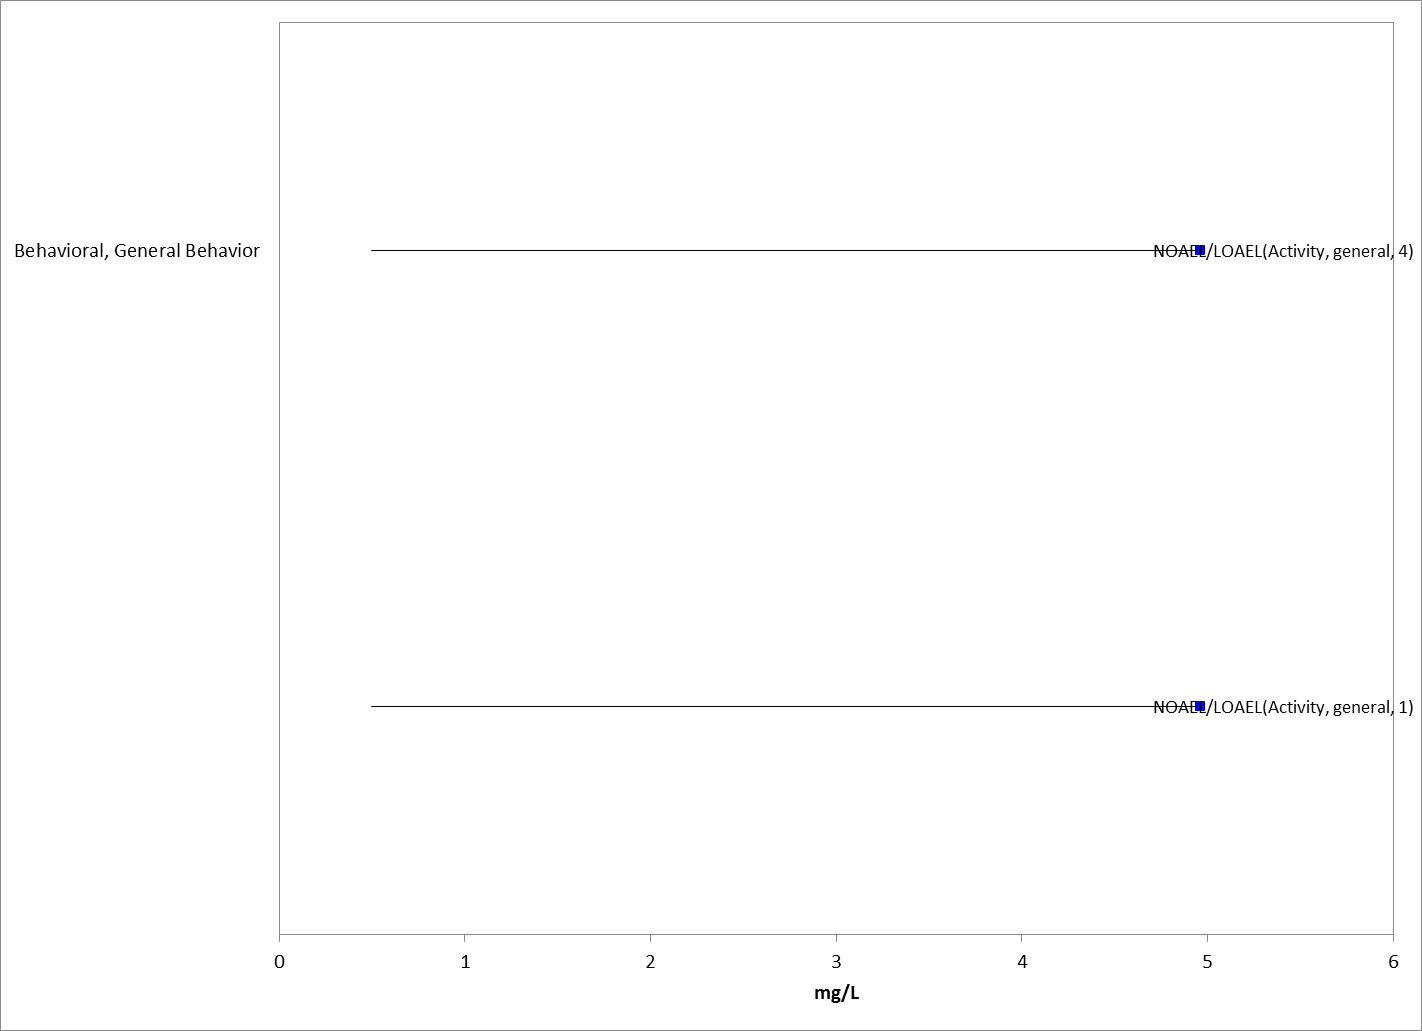 Behavioral, General Behavior
NOAEL/LOAEL(Activity, general, 4)
NOAEL/LOAEL(Activity, general, 1)
0 1 2 3 4 5 6
mg/L